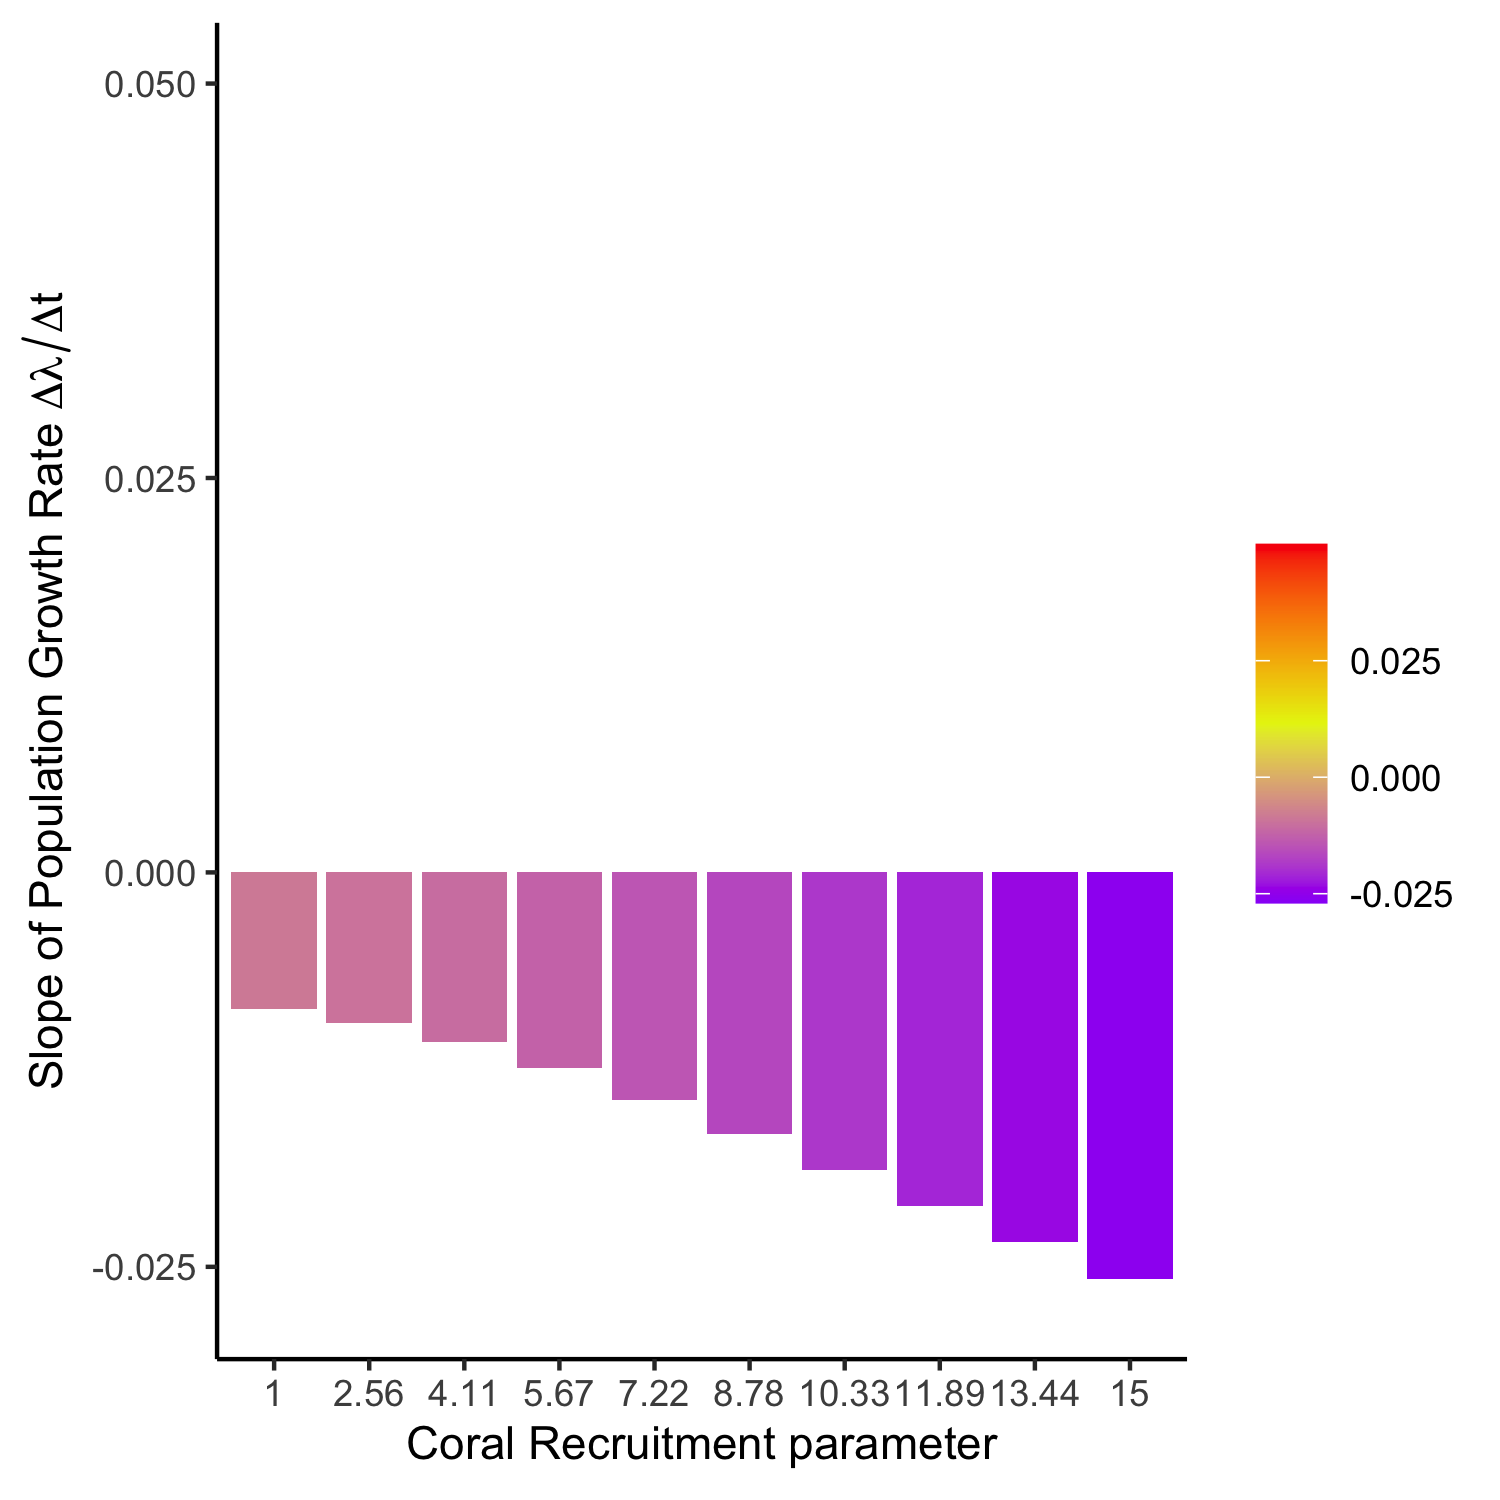 Slope of Population Growth Rate Δλ/Δt
0.050
0.025
0.000
-0.025
1 2.56 4.11 5.67 7.22 8.78 10.33 11.89 13.44 15
Coral Recruitment parameter
0.025
0.000
-0.025